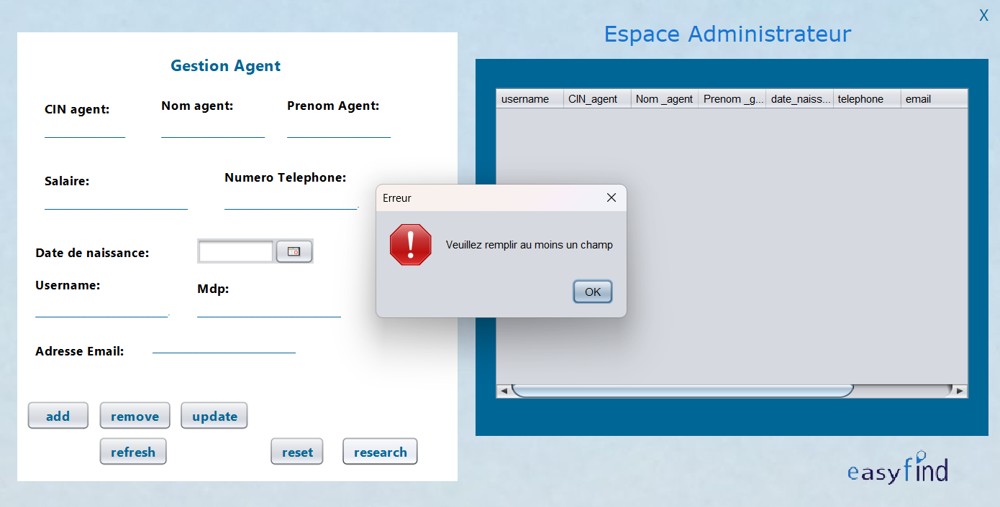 X
Espace Administrateur
Gestion Agent
CIN agent:
Nom agent:
Prenom Agent:
Salaire:
Numero Telephone:
Date de naissance:
Username:
Mdp:
Adresse Email:
add
remove
update
refresh
reset
research
username
CIN_agent
Nom _agent
Prenom _g...
date_naiss...
telephone
email
Erreur
Veuillez remplir au moins un champ
OK
easyfind